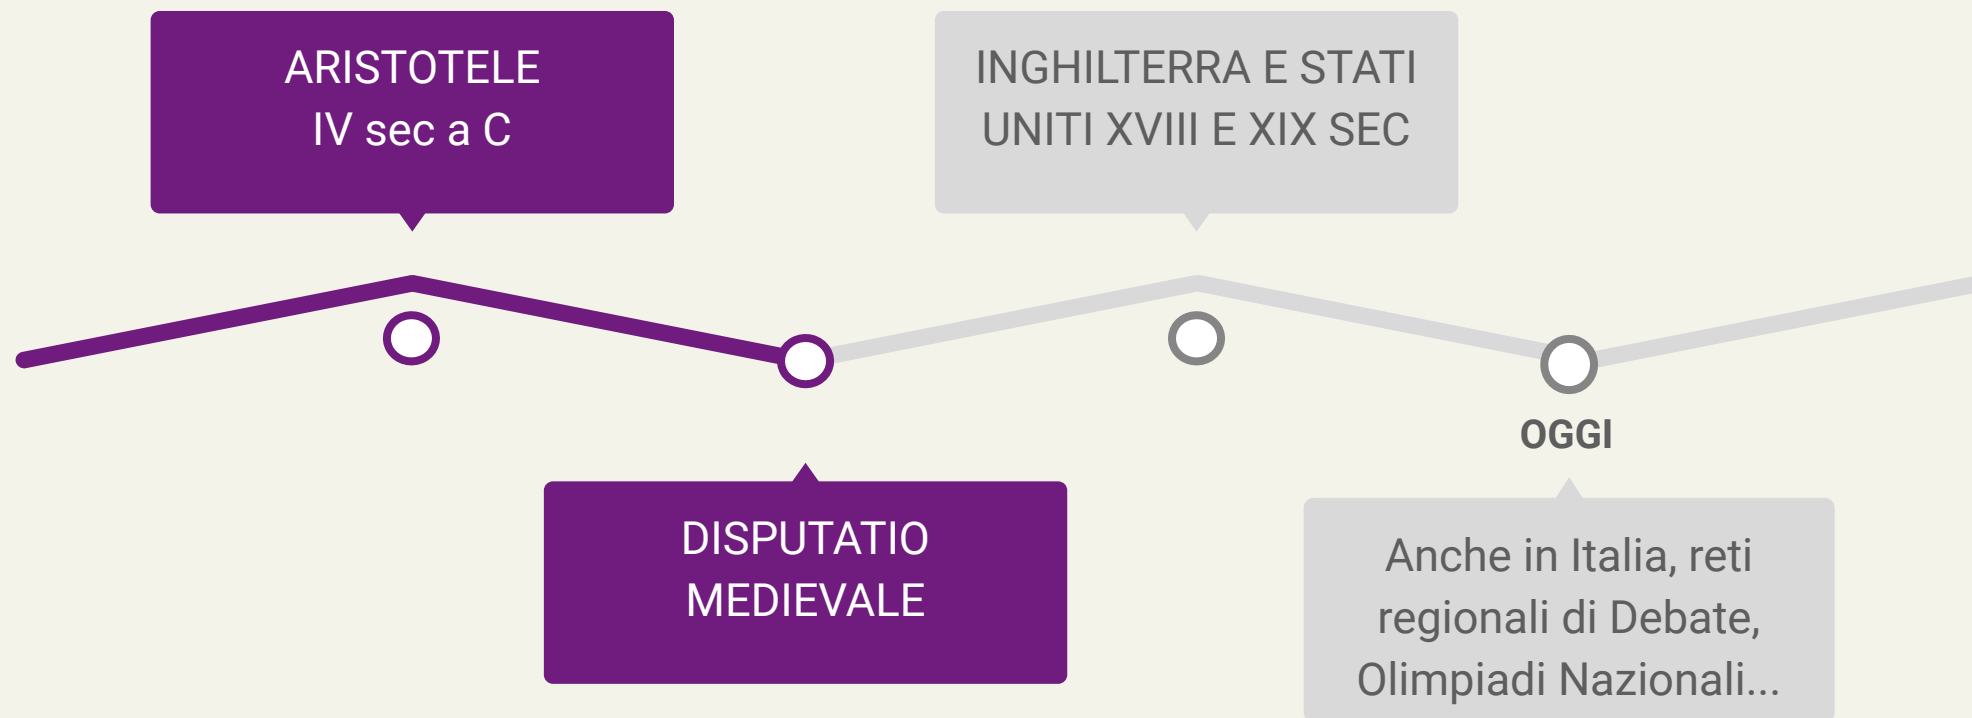 ARISTOTELE
IV sec a C
DISPUTATIO
MEDIEVALE
INGHILTERRA E STATI
UNITI XVIII E XIX SEC
OGGI
Anche in Italia, reti
regionali di Debate,
Olimpiadi Nazionali...